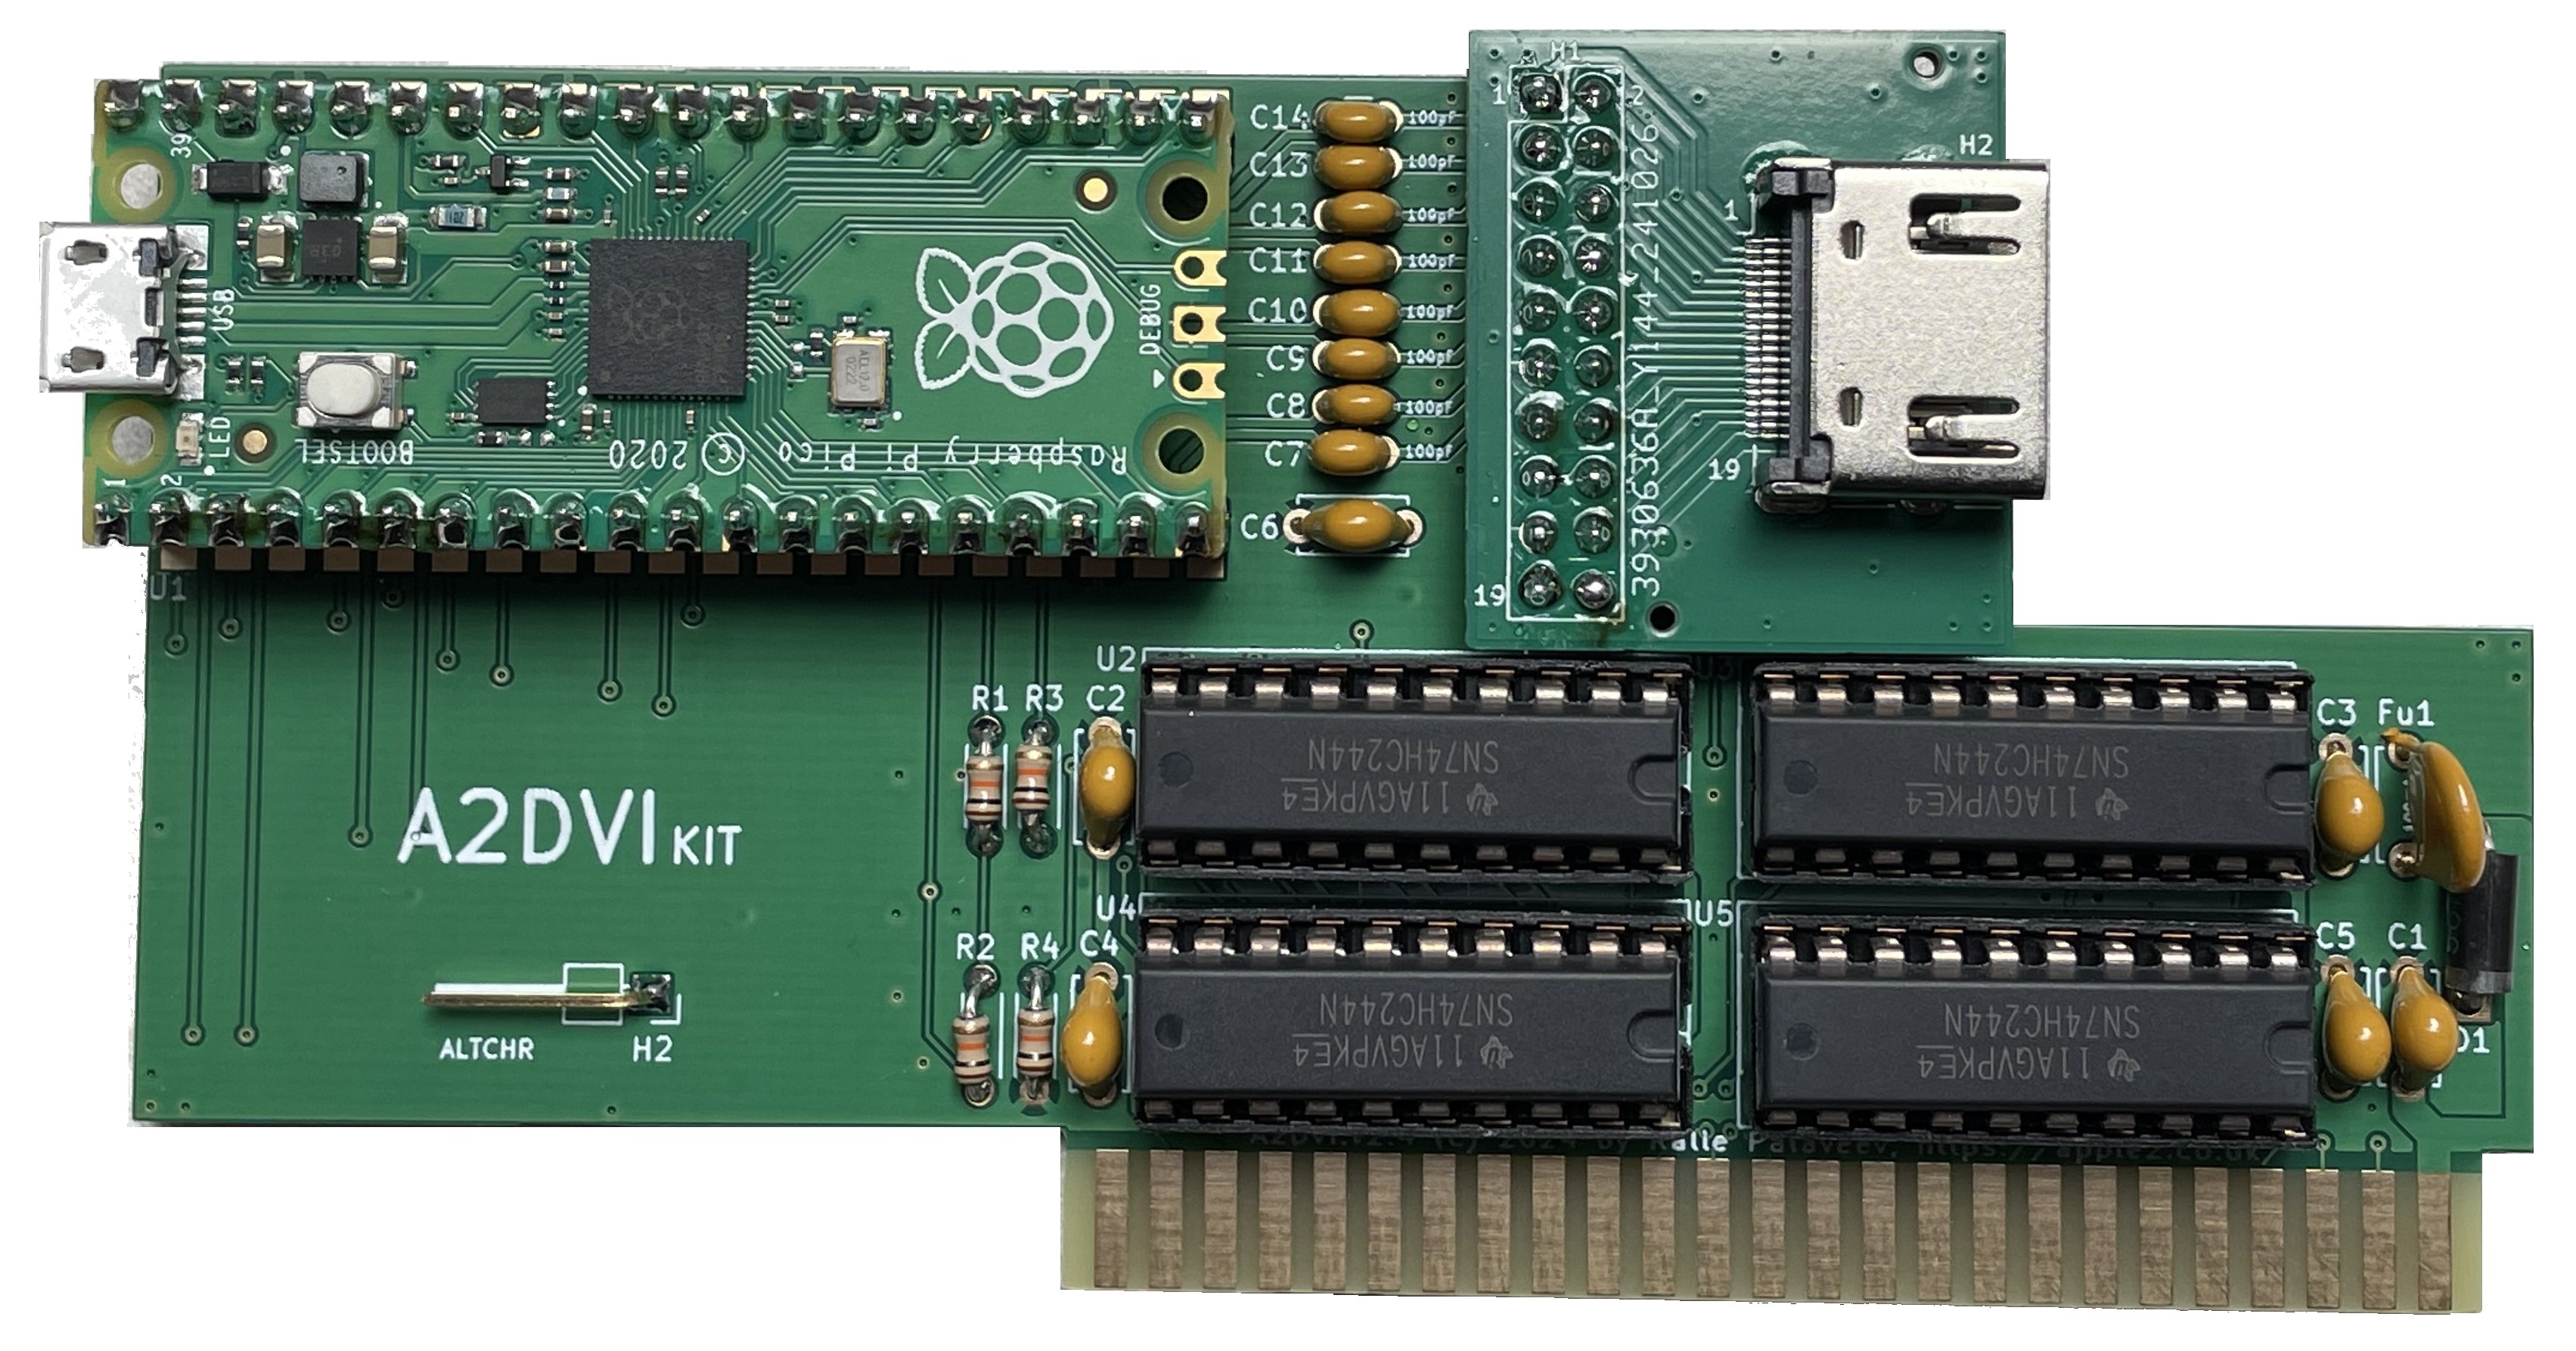 H1
1
2
C14
100pF
39
C13
100pF
H2
C12
100pF
1
C11
100pF
USB
DEBUG
C10
100pF
C9
100pF
C8
100pF
LED
BOOTSEL
Raspberry Pi Pico © 2020
C7
100pF
19
1
2
C6
39306636A_Y144_241026
19
U1
U2
U3
R1
R3
C2
C3
Fu1
SN74HC244N
11AGVPKE4
SN74HC244N
11AGVPKE4
A2DVI KIT
U4
U5
R2
R4
C4
C5
C1
SN74HC244N
11AGVPKE4
SN74HC244N
11AGVPKE4
ALTCHR
H2
D1